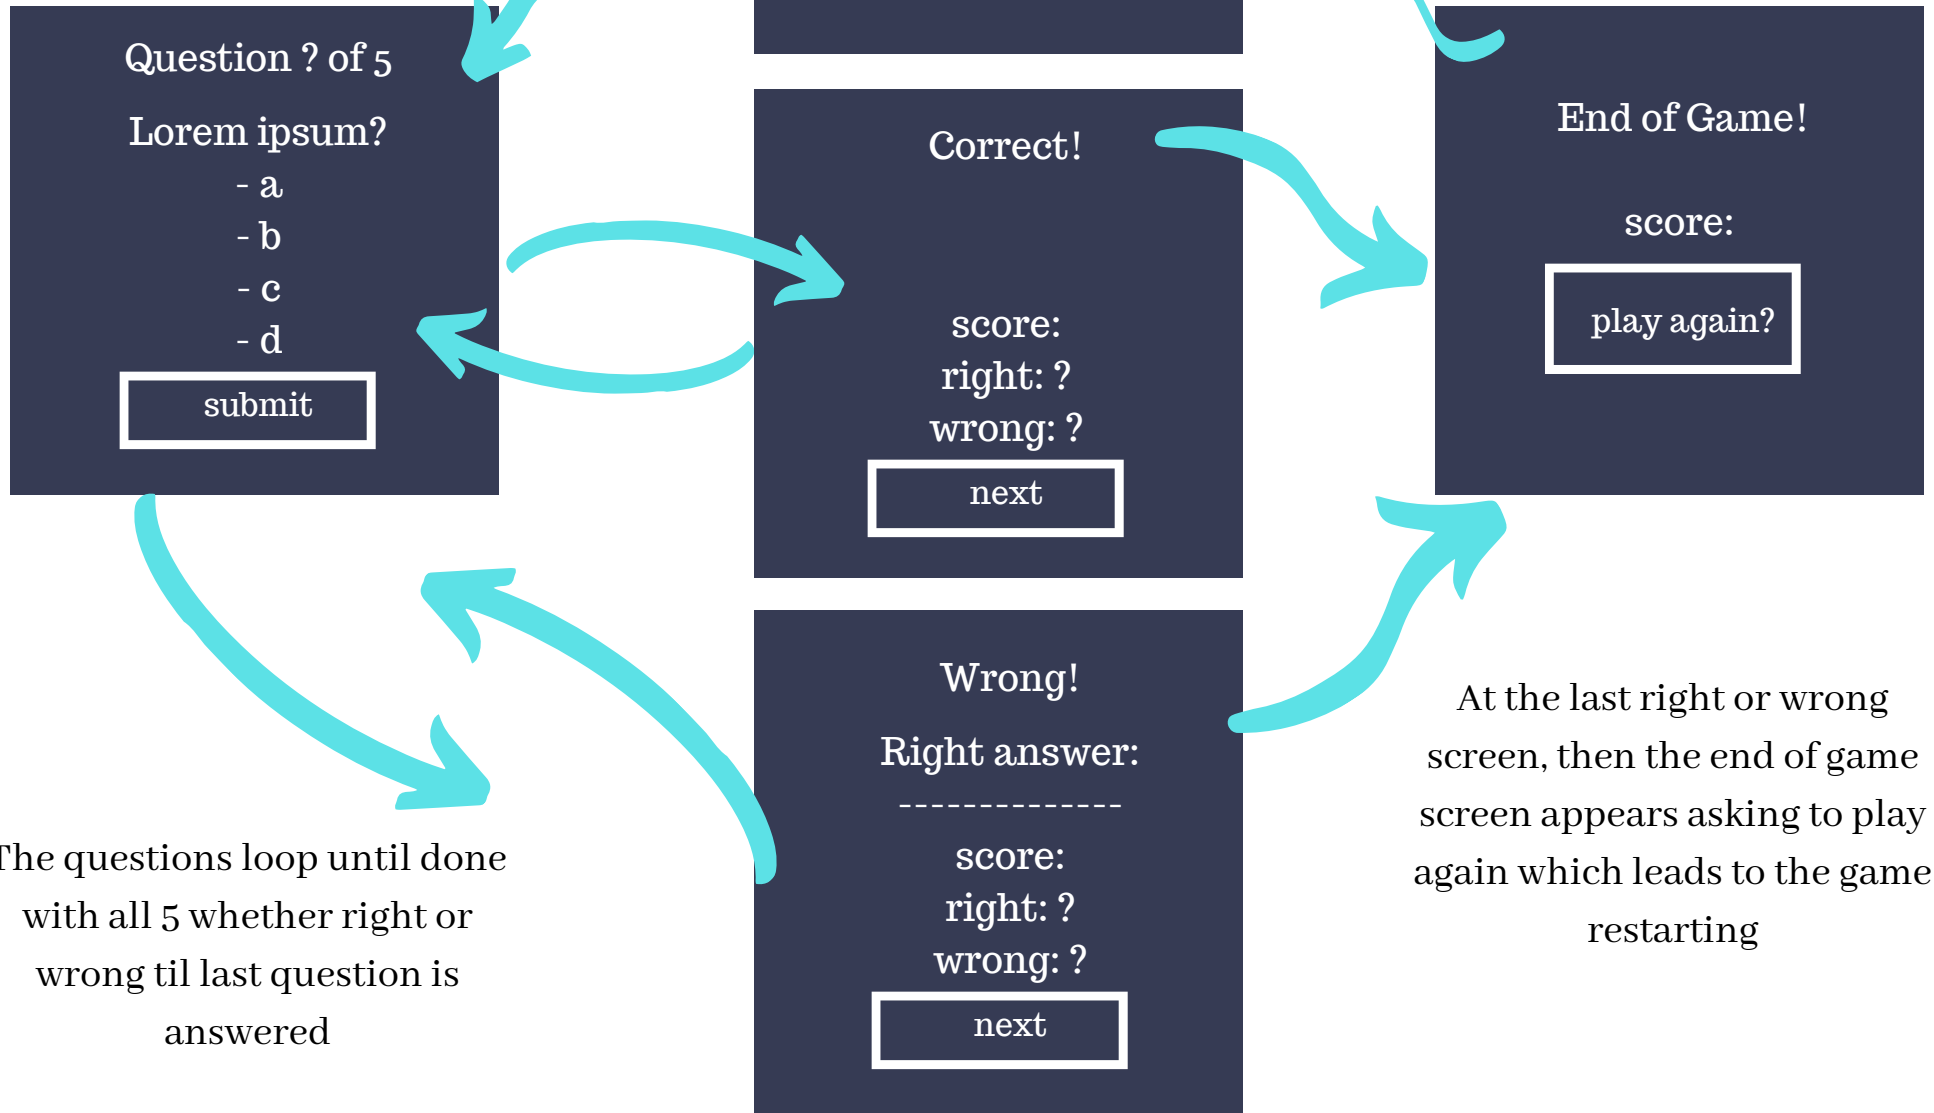 Question ? of 5
Lorem ipsum?
- a
- b
- c
- d
submit
Correct!
score:
right: ?
wrong: ?
next
End of Game!
score:
play again?
Wrong!
Right answer:
--------------
score:
right: ?
wrong: ?
next
The questions loop until done
with all 5 whether right or
wrong til last question is
answered
At the last right or wrong
screen, then the end of game
screen appears asking to play
again which leads to the game
restarting